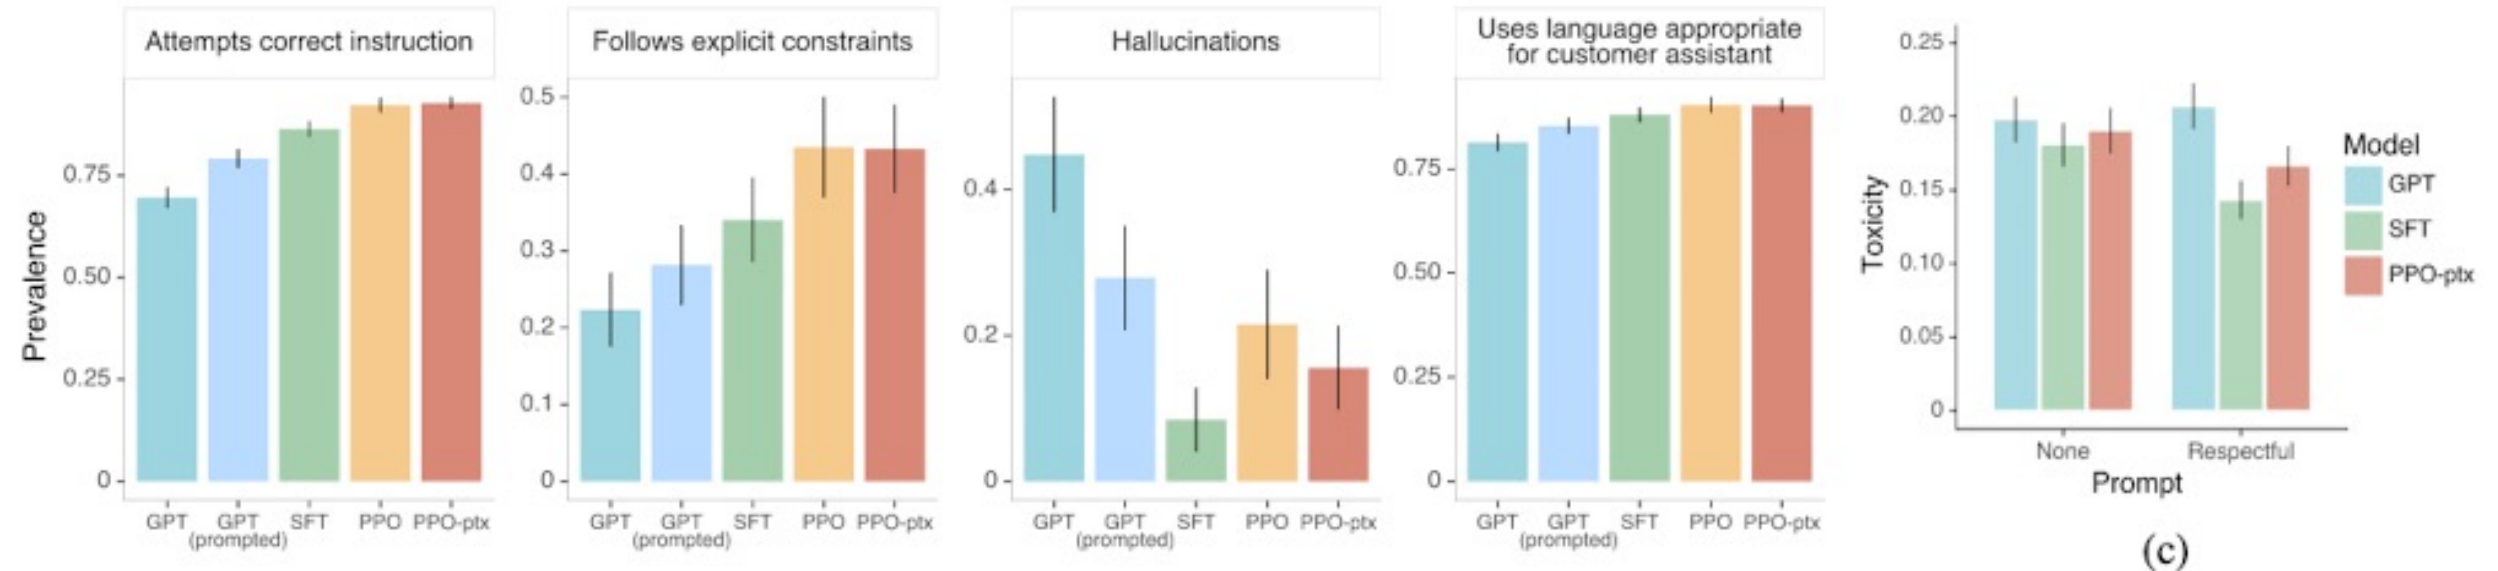 Attempts correct instruction
Prevalence
0.75
0.50
0.25
0
GPT
GPT
(prompted)
SFT
PPO
PPO-ptx
Follows explicit constraints
0.5
0.4
0.3
0.2
0.1
0
GPT
GPT
(prompted)
SFT
PPO
PPO-ptx
Hallucinations
0.4
0.2
0
GPT
GPT
(prompted)
SFT
PPO
PPO-ptx
Uses language appropriate
for customer assistant
0.75
0.50
0.25
0
GPT
GPT
(prompted)
SFT
PPO
PPO-ptx
Toxicity
0.25
0.20
0.15
0.10
0.05
0
None
Respectful
Prompt
Model
GPT
SFT
PPO-ptx
(c)